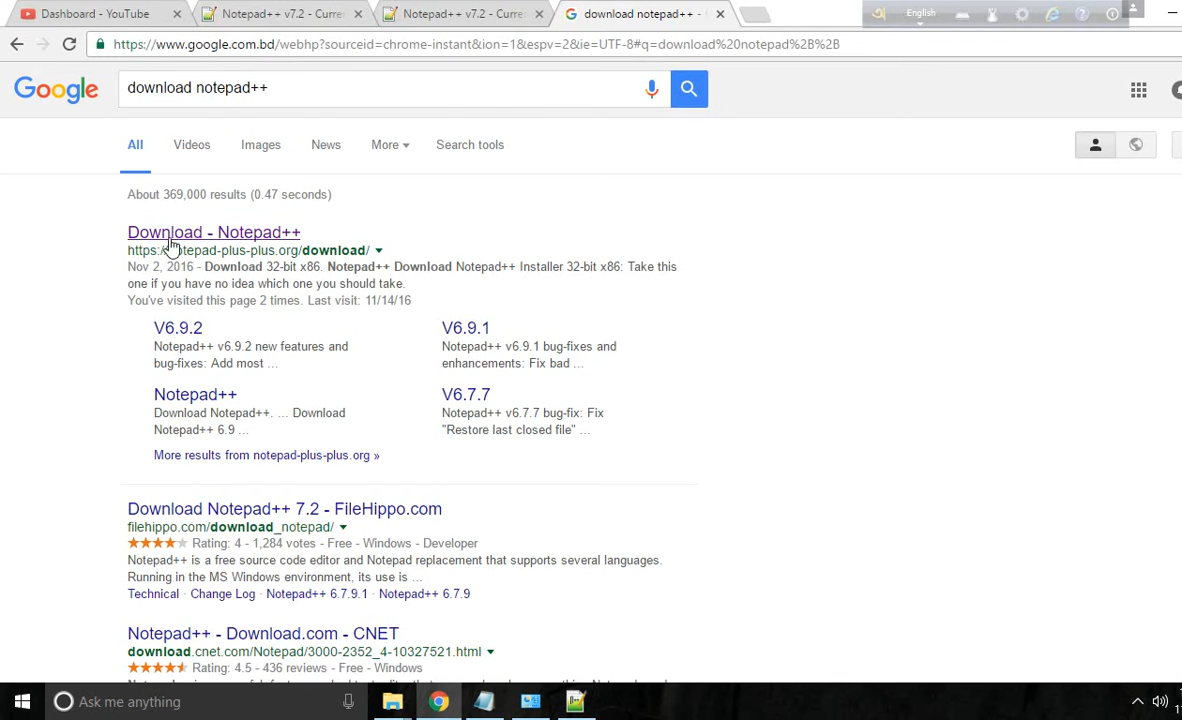 Dashboard - YouTube
Notepad++ v7.2 - Curre
Notepad++ v7.2 - Curre
download notepad++ -
English
https://www.google.com.bd/webhp?sourceid=chrome-instant&ion=1&espv=2&ie=UTF-8#q=download%20notepad%2B%2B
Google
download notepad++
All
Videos
Images
News
More
Search tools
About 369,000 results (0.47 seconds)
Download - Notepad++
https://notepad-plus-plus.org/download/
Nov 2, 2016 - Download 32-bit x86. Notepad++ Download Notepad++ Installer 32-bit x86: Take this
one if you have no idea which one you should take.
You've visited this page 2 times. Last visit: 11/14/16
V6.9.2
Notepad++ v6.9.2 new features and
bug-fixes: Add most ...
V6.9.1
Notepad++ v6.9.1 bug-fixes and
enhancements: Fix bad ...
Notepad++
Download Notepad++. ... Download
Notepad++ 6.9 ...
V6.7.7
Notepad++ v6.7.7 bug-fix: Fix
"Restore last closed file" ...
More results from notepad-plus-plus.org »
Download Notepad++ 7.2 - FileHippo.com
filehippo.com/download_notepad/
Rating: 4 - 1,284 votes - Free - Windows - Developer
Notepad++ is a free source code editor and Notepad replacement that supports several languages.
Running in the MS Windows environment, its use is ...
Technical · Change Log · Notepad++ 6.7.9.1 · Notepad++ 6.7.9
Notepad++ - Download.com - CNET
download.cnet.com/Notepad/3000-2352_4-10327521.html
Rating: 4.5 - 436 reviews - Free - Windows
Ask me anything